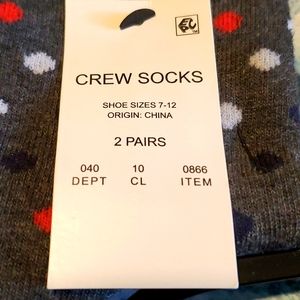 CREW SOCKS
SHOE SIZES 7-12
ORIGIN: CHINA
2 PAIRS
040 10 0866
DEPT CL ITEM